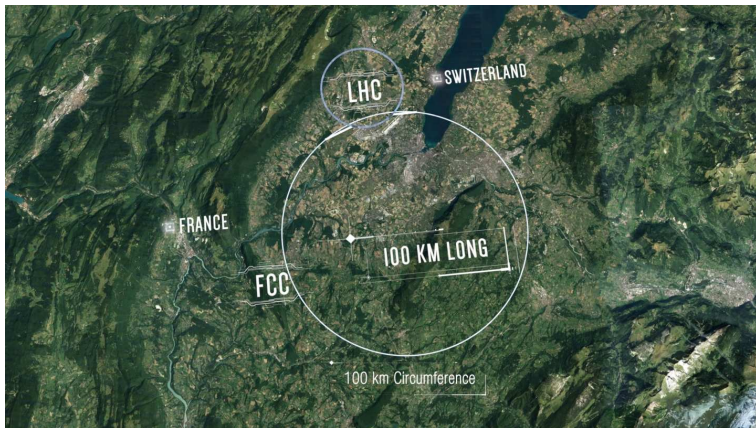 LHC
SWITZERLAND
FRANCE
100 KM LONG
FCC
100 km Circumference